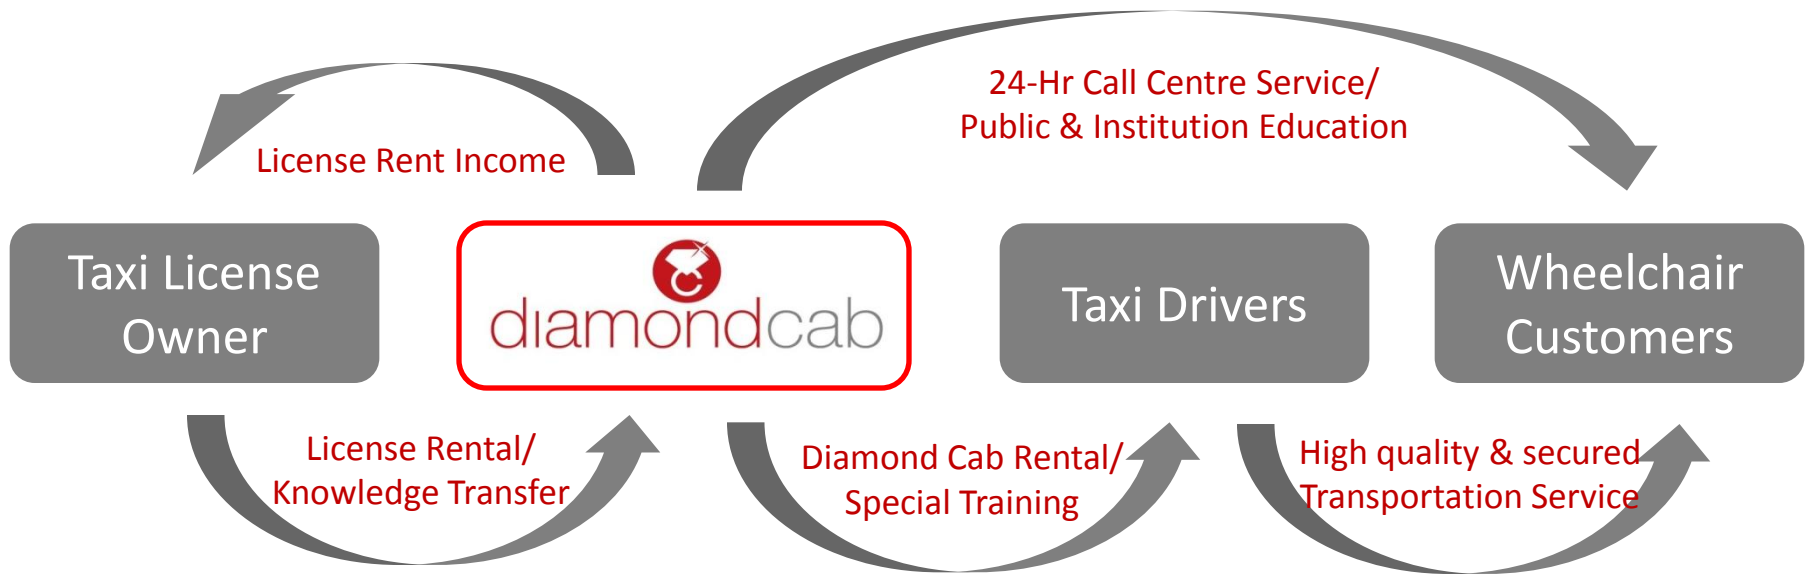 24-Hr Call Centre Service/
Public & Institution Education
License Rent Income
Taxi License
Owner
diamondcab
Taxi Drivers
Wheelchair
Customers
License Rental/
Knowledge Transfer
Diamond Cab Rental/
Special Training
High quality & secured
Transportation Service